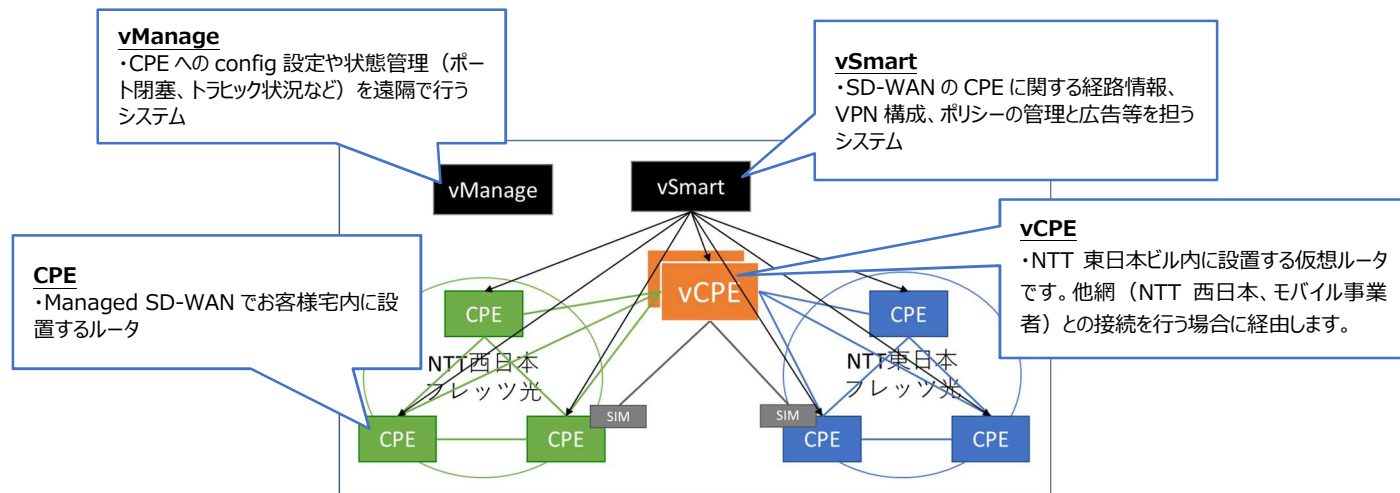 vManage
・CPE への config 設定や状態管理（ポー
ト閉塞、トラヒック状況など）を遠隔で行う
システム
vSmart
・SD-WAN の CPE に関する経路情報、
VPN 構成、ポリシーの管理と広告等を担う
システム
vManage
vSmart
CPE
・Managed SD-WAN でお客様宅内に設
置するルータ
vCPE
・NTT 東日本ビル内に設置する仮想ルータ
です。他網（NTT 西日本、モバイル事業
者）との接続を行う場合に経由します。
vCPE
CPE
CPE
NTT西日本
フレッツ光
NTT東日本
フレッツ光
SIM
SIM
CPE
CPE
CPE
CPE